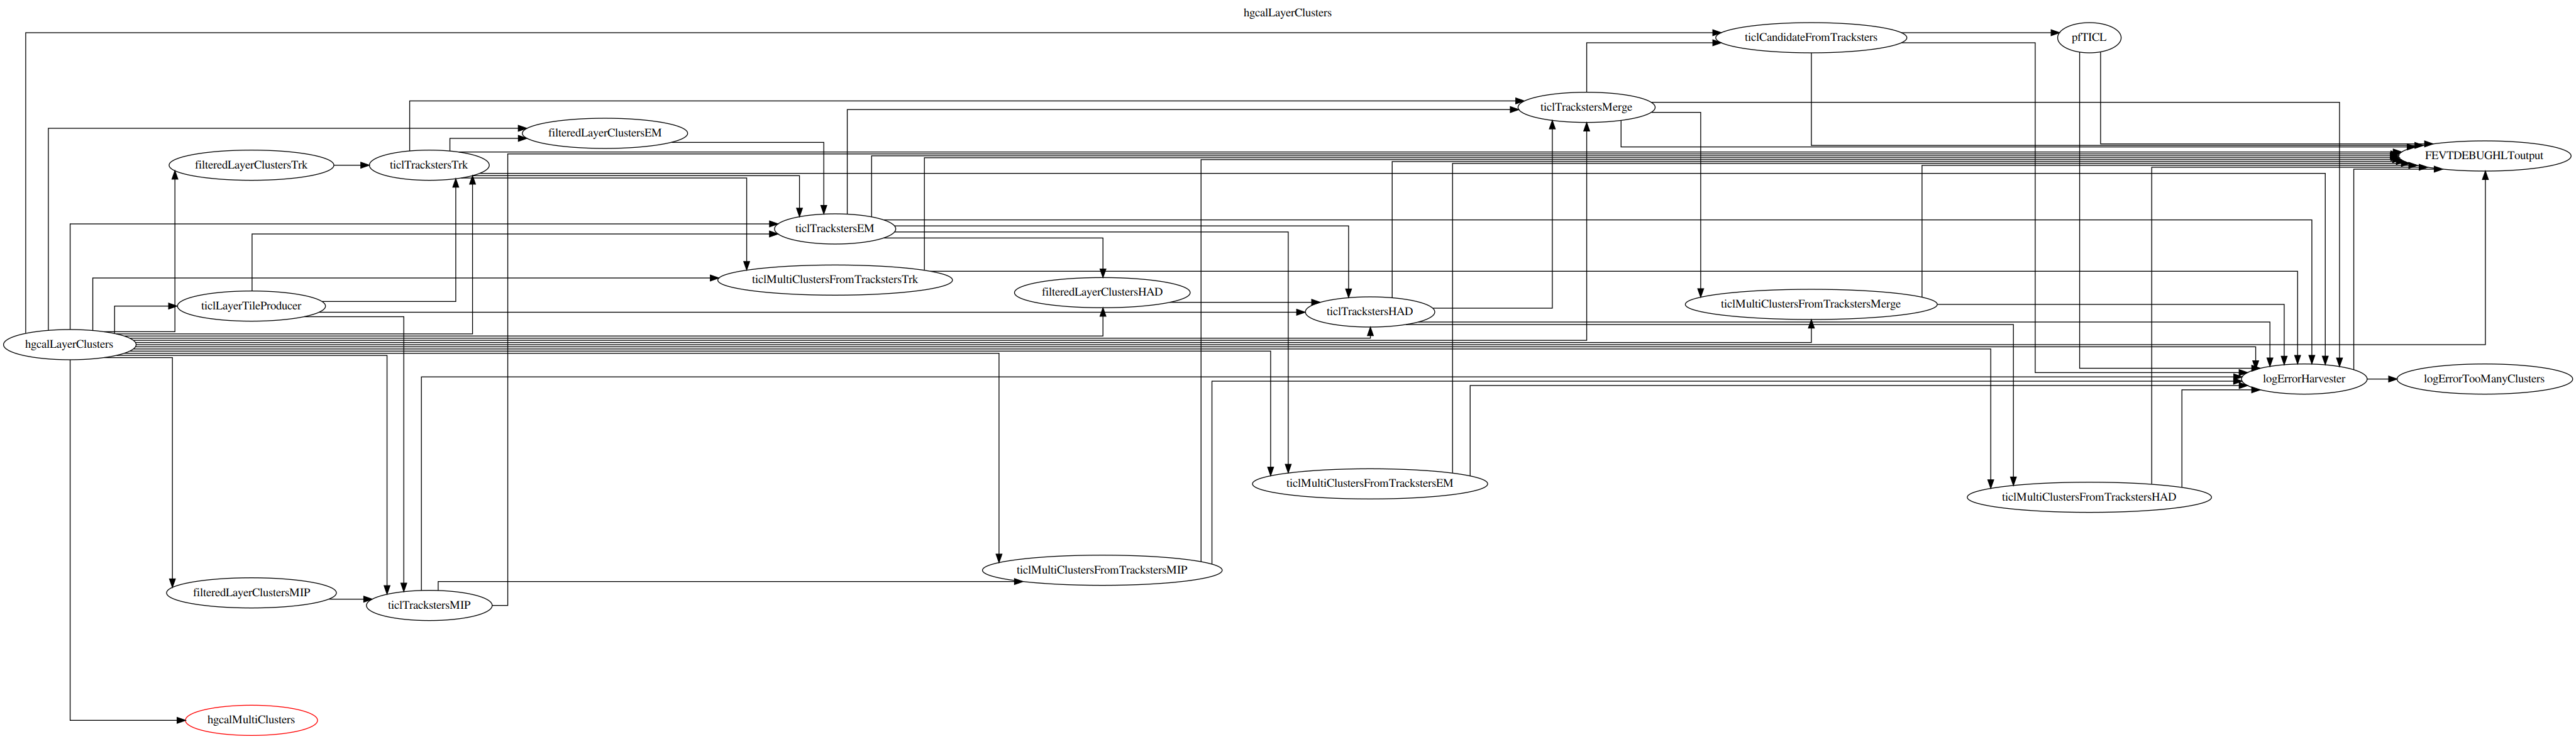 hgcalLayerClusters
ticlCandidateFromTracksters
pfTICL
ticlTrackstersMerge
filteredLayerClustersEM
FEVTDEBUGHLToutput
filteredLayerClustersTrk
ticlTrackstersTrk
ticlTrackstersEM
ticlMultiClustersFromTrackstersTrk
filteredLayerClustersHAD
ticlLayerTileProducer
ticlTrackstersHAD
ticlMultiClustersFromTrackstersMerge
hgcalLayerClusters
logErrorHarvester
logErrorTooManyClusters
ticlMultiClustersFromTrackstersEM
ticlMultiClustersFromTrackstersHAD
ticlMultiClustersFromTrackstersMIP
filteredLayerClustersMIP
ticlTrackstersMIP
hgcalMultiClusters